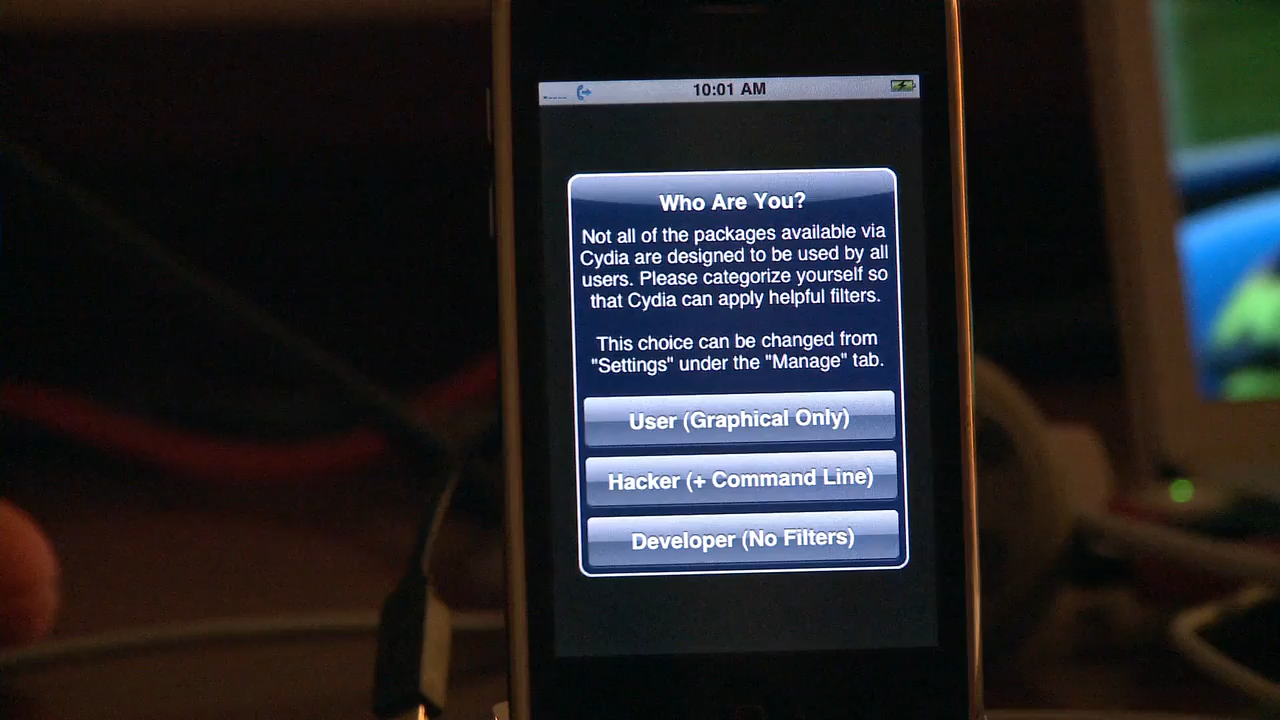 10:01 AM
Who Are You?
Not all of the packages available via
Cydia are designed to be used by all
users. Please categorize yourself so
that Cydia can apply helpful filters.
This choice can be changed from
"Settings" under the "Manage" tab.
User (Graphical Only)
Hacker (+ Command Line)
Developer (No Filters)